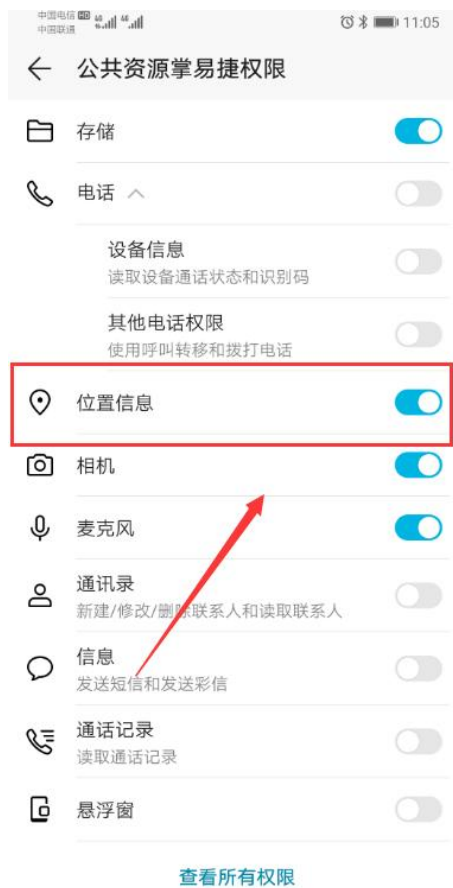 中国电信 HD 4G 4G
中国联通
11:05
公共资源掌易捷权限
存储
电话
设备信息
读取设备通话状态和识别码
其他电话权限
使用呼叫转移和拨打电话
位置信息
相机
麦克风
通讯录
新建/修改/删除联系人和读取联系人
信息
发送短信和发送彩信
通话记录
读取通话记录
悬浮窗
查看所有权限